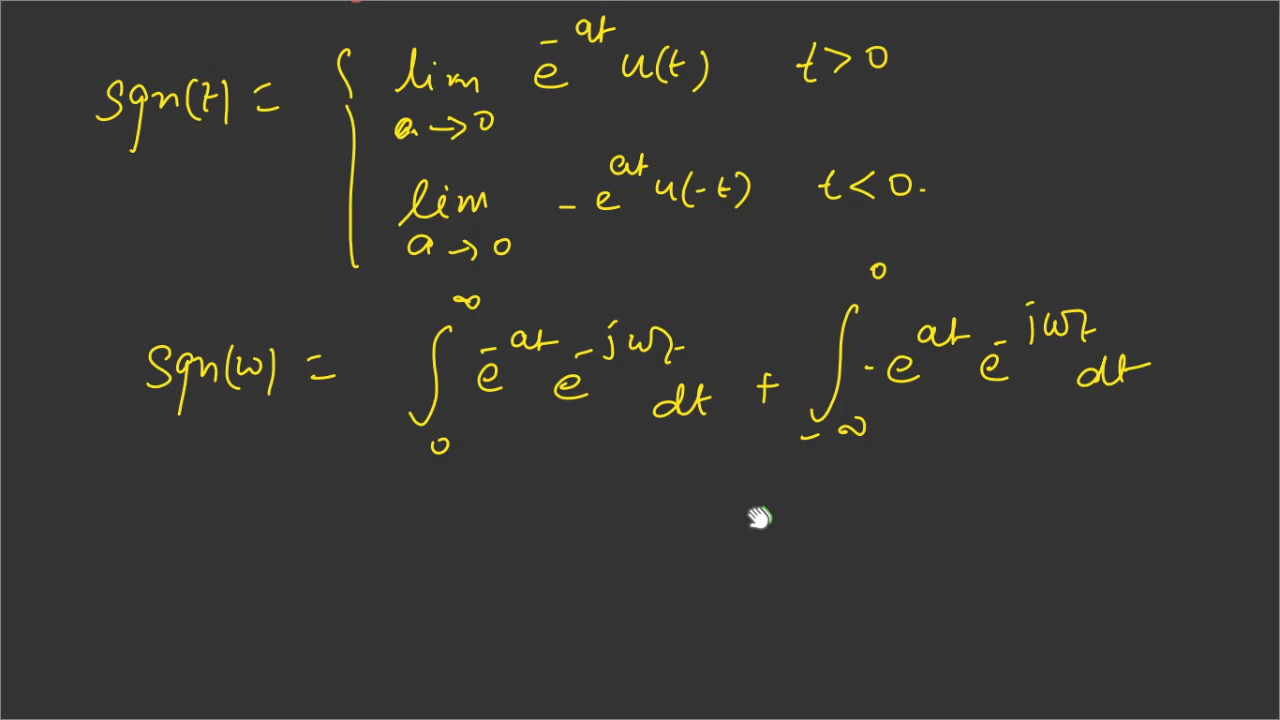 Sgn(t) = { lim a→0 e^-at u(t) t > 0
lim a→0 -e^at u(-t) t < 0.
Sgn(ω) = ∫_0^∞ e^-at e^-jωt dt + ∫_-∞^0 -e^at e^-jωt dt